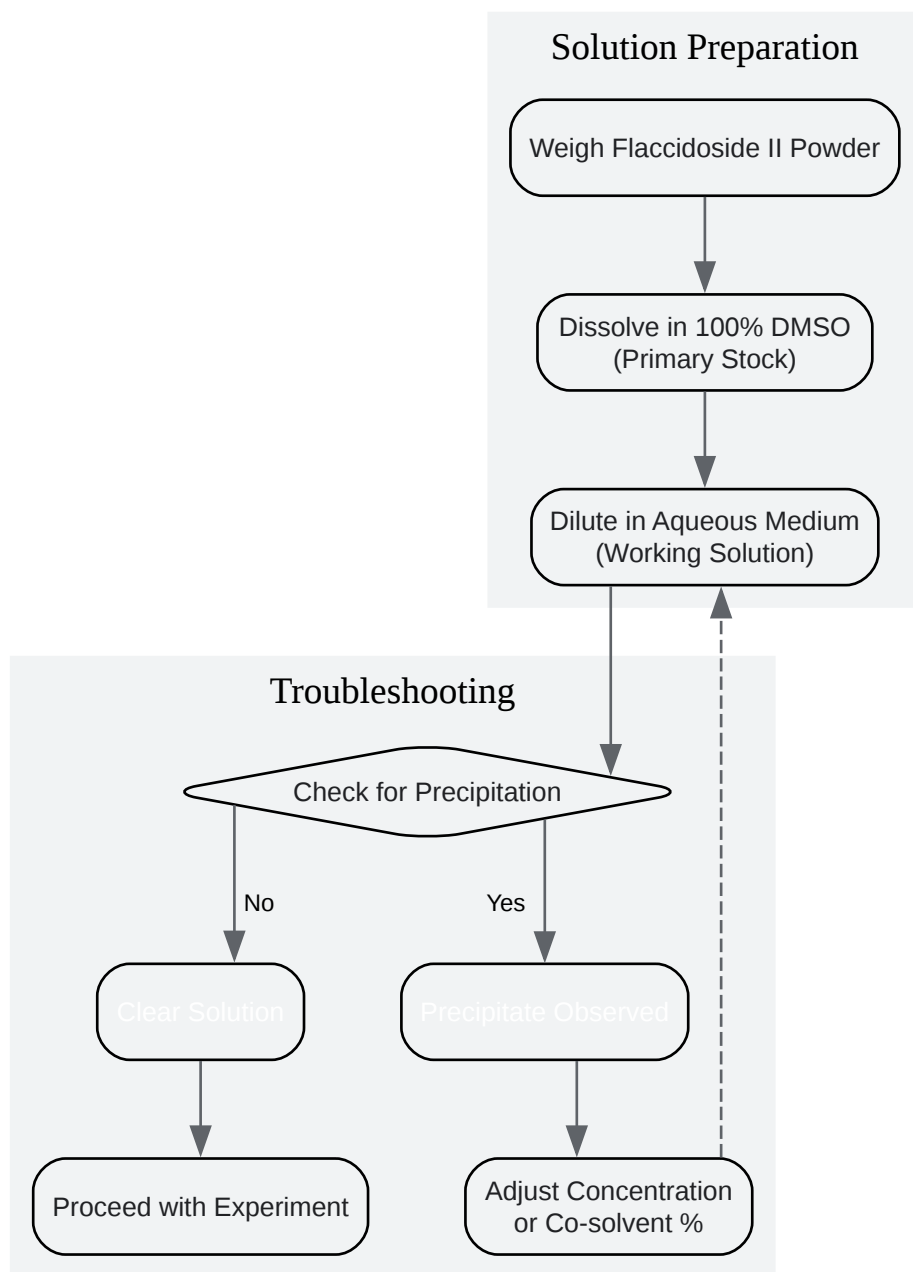 Solution Preparation
Weigh Flaccidoside II Powder
Dissolve in 100% DMSO
(Primary Stock)
Dilute in Aqueous Medium
(Working Solution)
Troubleshooting
Check for Precipitation
No
Yes
Clear Solution
Precipitate Observed
Proceed with Experiment
Adjust Concentration
or Co-solvent %